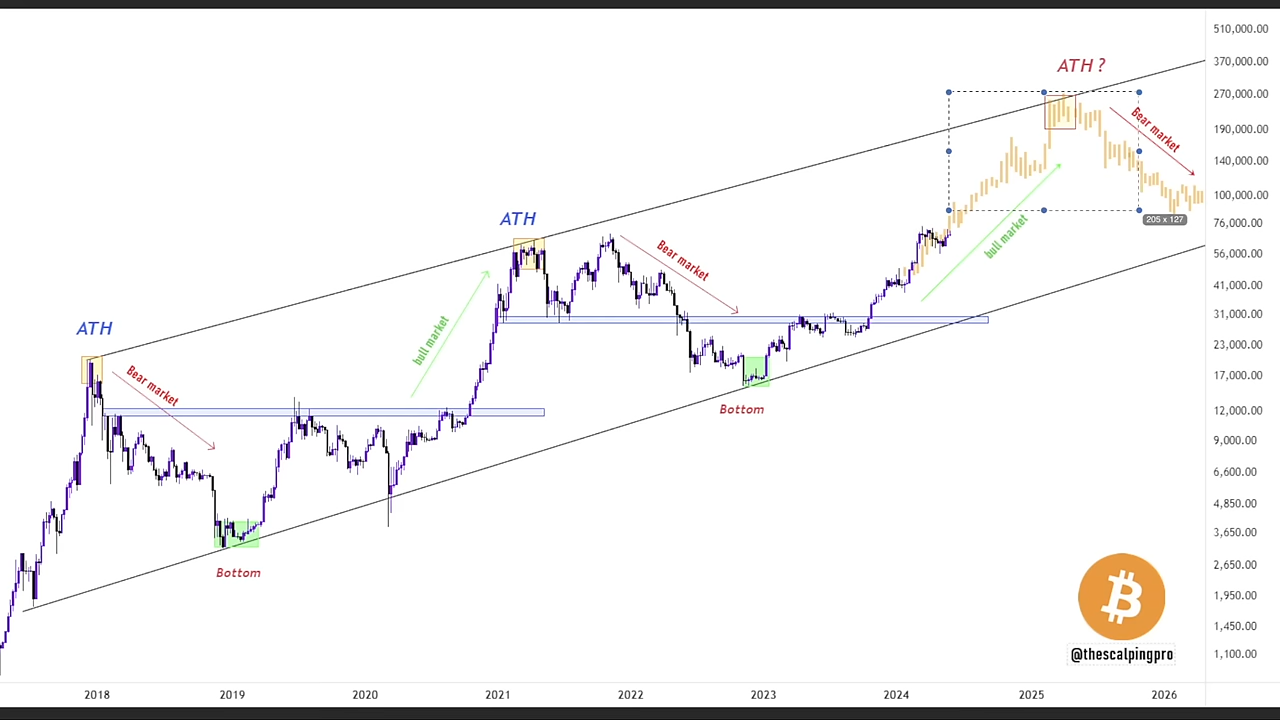 510,000.00
ATH ?
370,000.00
270,000.00
Bear market
190,000.00
140,000.00
100,000.00
205 x 127
ATH
76,000.00
bull market
Bear market
56,000.00
41,000.00
ATH
31,000.00
bull market
23,000.00
Bear market
17,000.00
Bottom
12,000.00
9,000.00
6,600.00
4,850.00
3,650.00
Bottom
2,650.00
1,950.00
₿
1,450.00
@thescalpingpro
1,100.00
2018 2019 2020 2021 2022 2023 2024 2025 2026